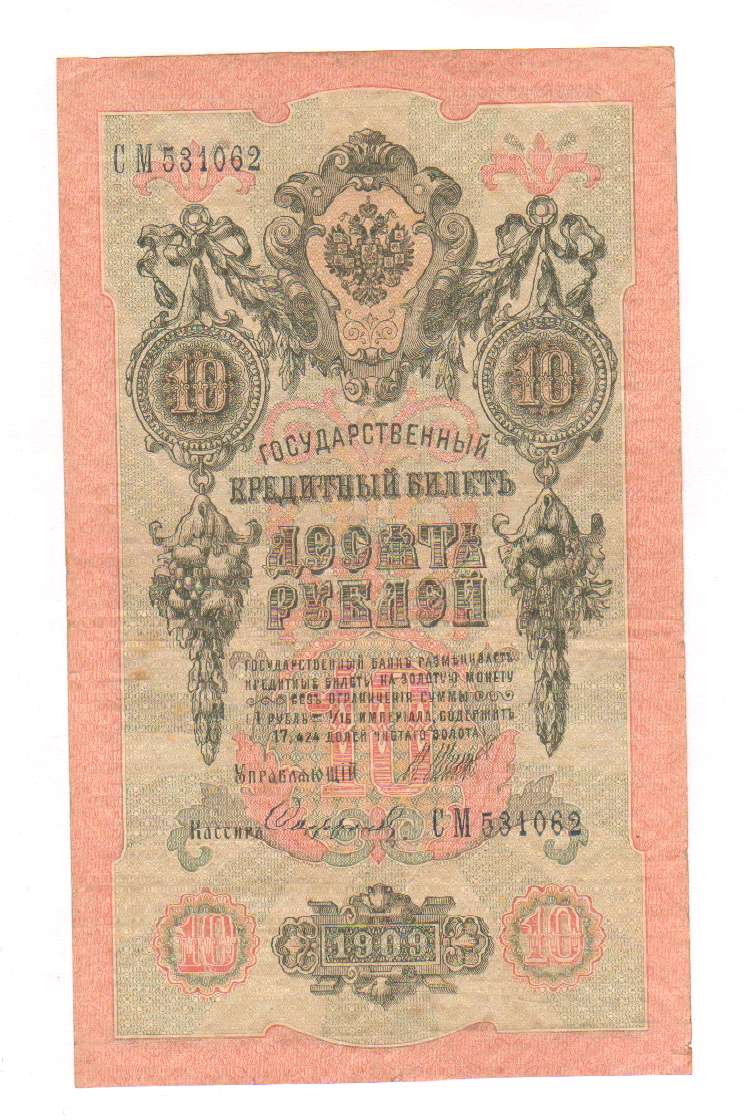 СМ 531062
10 10
ГОСУДАРСТВЕННЫЙ
КРЕДИТНЫЙ БИЛЕТЪ
ДЕСЯТЬ
РУБЛЕЙ
ГОСУДАРСТВЕННЫЙ БАНКЪ РАЗМѢНИВАЕТЪ
КРЕДИТНЫЕ БИЛЕТЫ НА ЗОЛОТУЮ МОНЕТУ
БЕЗЪ ОГРАНИЧЕНІЯ СУММЫ
(1 РУБЛЬ = 1/15 ИМПЕРІАЛА, СОДЕРЖИТЪ
17,424 ДОЛЕЙ ЧИСТАГО ЗОЛОТА)
10
УПРАВЛЯЮЩІЙ
Кассиръ СМ 531062
10 1909 10